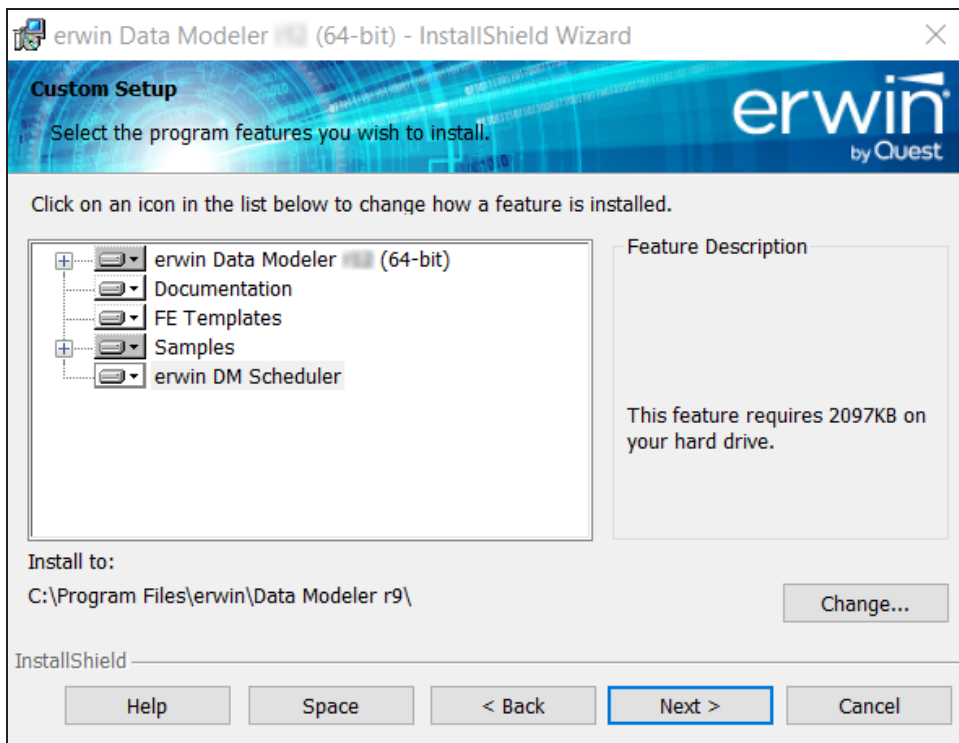 erwin Data Modeler (64-bit) - InstallShield Wizard
Custom Setup
Select the program features you wish to install.
erwin
by Quest
Click on an icon in the list below to change how a feature is installed.
erwin Data Modeler (64-bit)
Documentation
FE Templates
Samples
erwin DM Scheduler
Feature Description
This feature requires 2097KB on
your hard drive.
Install to:
C:\Program Files\erwin\Data Modeler r9\
Change...
InstallShield
Help
Space
< Back
Next >
Cancel